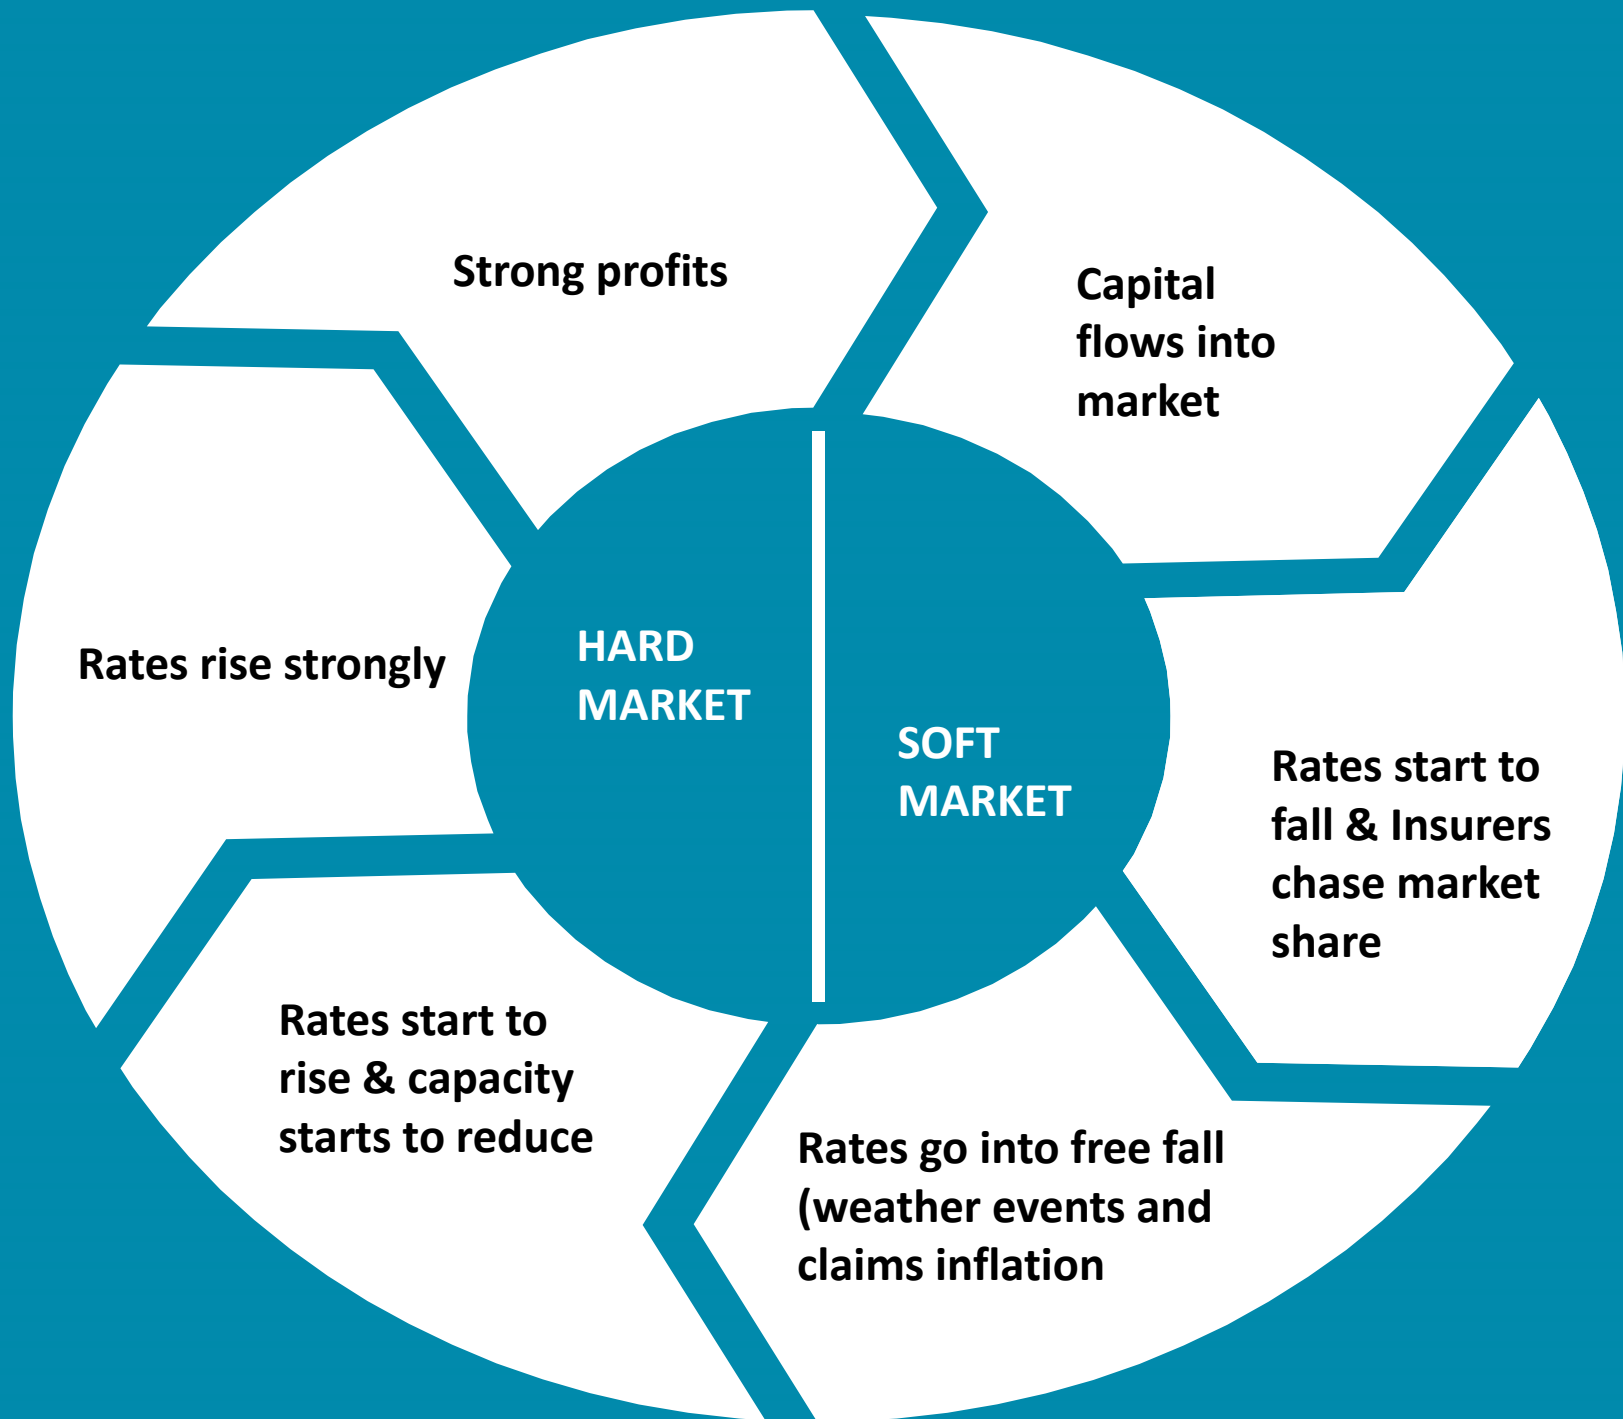 Strong profits
Capital
flows into
market
Rates start to
fall & Insurers
chase market
share
Rates go into free fall
(weather events and
claims inflation
Rates start to
rise & capacity
starts to reduce
Rates rise strongly
HARD
MARKET
SOFT
MARKET